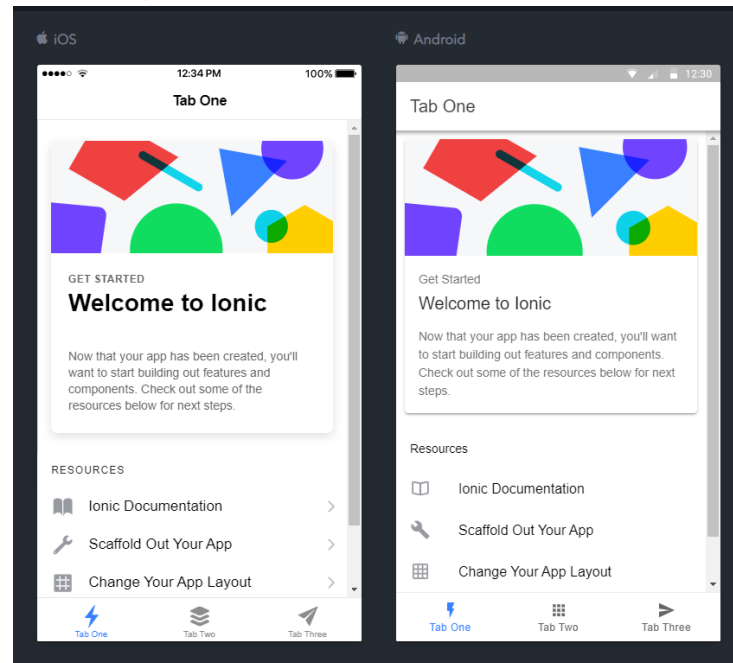 iOS
12:34 PM
100%
Tab One
GET STARTED
Welcome to Ionic
Now that your app has been created, you'll
want to start building out features and
components. Check out some of the
resources below for next steps.
RESOURCES
Ionic Documentation
Scaffold Out Your App
Change Your App Layout
Tab One
Tab Two
Tab Three
Android
12:30
Tab One
Get Started
Welcome to Ionic
Now that your app has been created, you'll want
to start building out features and components.
Check out some of the resources below for next
steps.
Resources
Ionic Documentation
Scaffold Out Your App
Change Your App Layout
Tab One
Tab Two
Tab Three